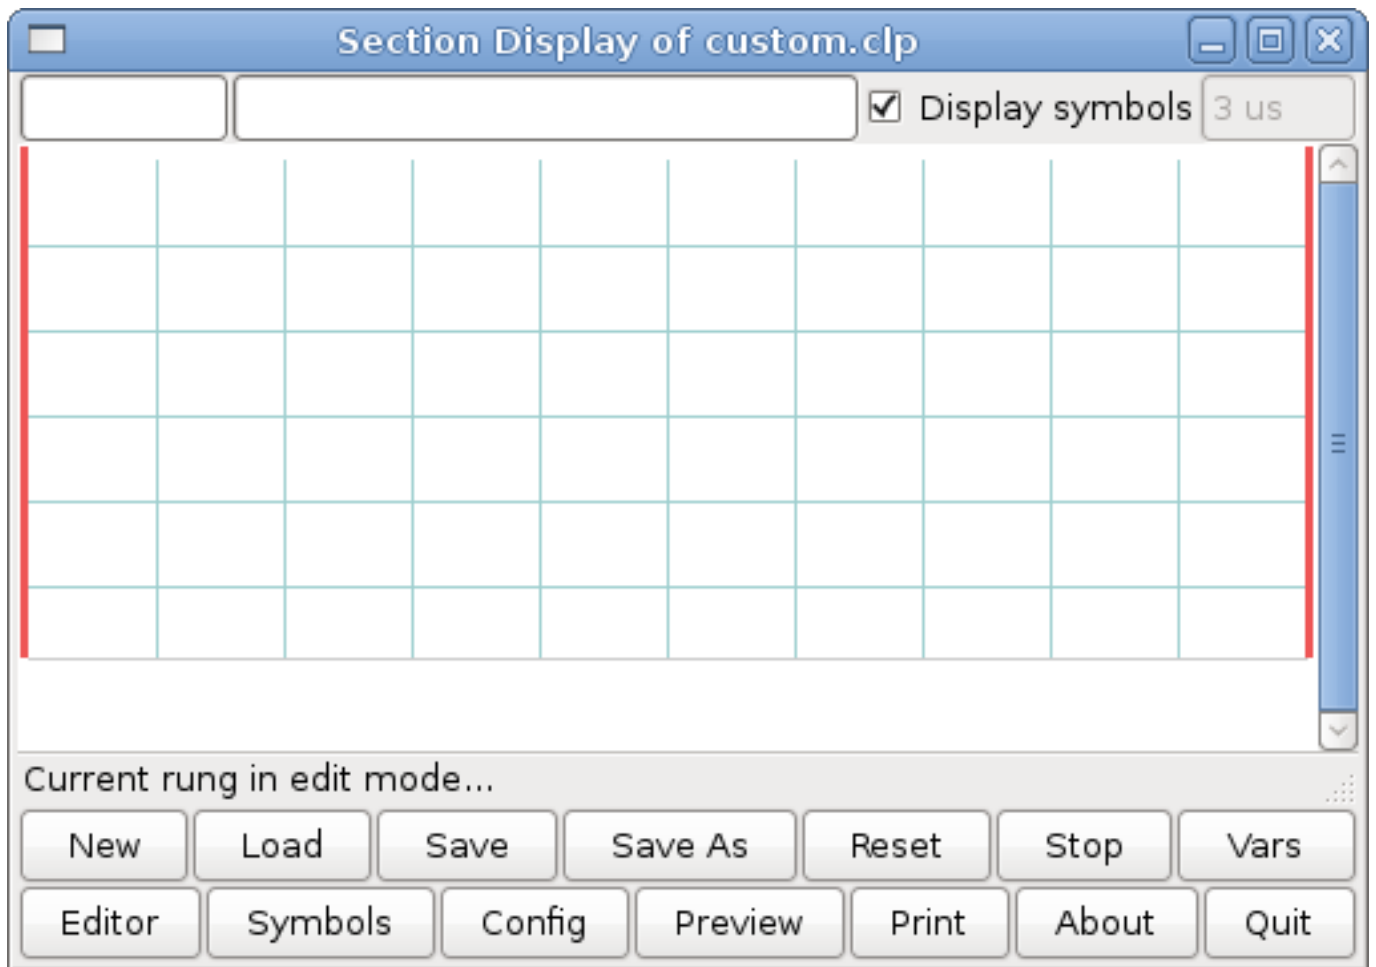 Section Display of custom.clp
Display symbols 3 us
Current rung in edit mode...
New Load Save Save As Reset Stop Vars
Editor Symbols Config Preview Print About Quit